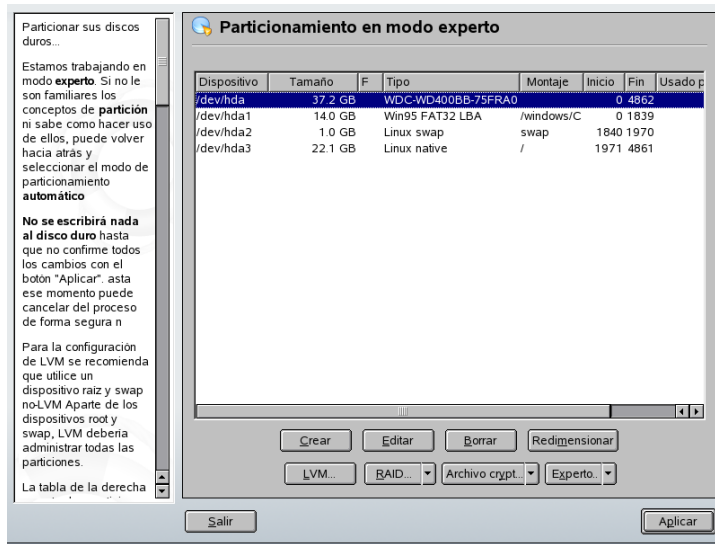 Particionar sus discos
duros...
Estamos trabajando en
modo experto. Si no le
son familiares los
conceptos de partición
ni sabe como hacer uso
de ellos, puede volver
hacia atrás y
seleccionar el modo de
particionamiento
automático
No se escribirá nada
al disco duro hasta
que no confirme todos
los cambios con el
botón "Aplicar". asta
ese momento puede
cancelar del proceso
de forma segura n
Para la configuración
de LVM se recomienda
que utilice un
dispositivo raíz y swap
no-LVM Aparte de los
dispositivos root y
swap, LVM debería
administrar todas las
particiones.
La tabla de la derecha
Particionamiento en modo experto
Dispositivo Tamaño F Tipo Montaje Inicio Fin Usado p
/dev/hda 37.2 GB WDC-WD400BB-75FRA0 0 4862
/dev/hda1 14.0 GB Win95 FAT32 LBA /windows/C 0 1839
/dev/hda2 1.0 GB Linux swap swap 1840 1970
/dev/hda3 22.1 GB Linux native / 1971 4861
Crear Editar Borrar Redimensionar
LVM... RAID... Archivo crypt... Experto..
Salir Aplicar